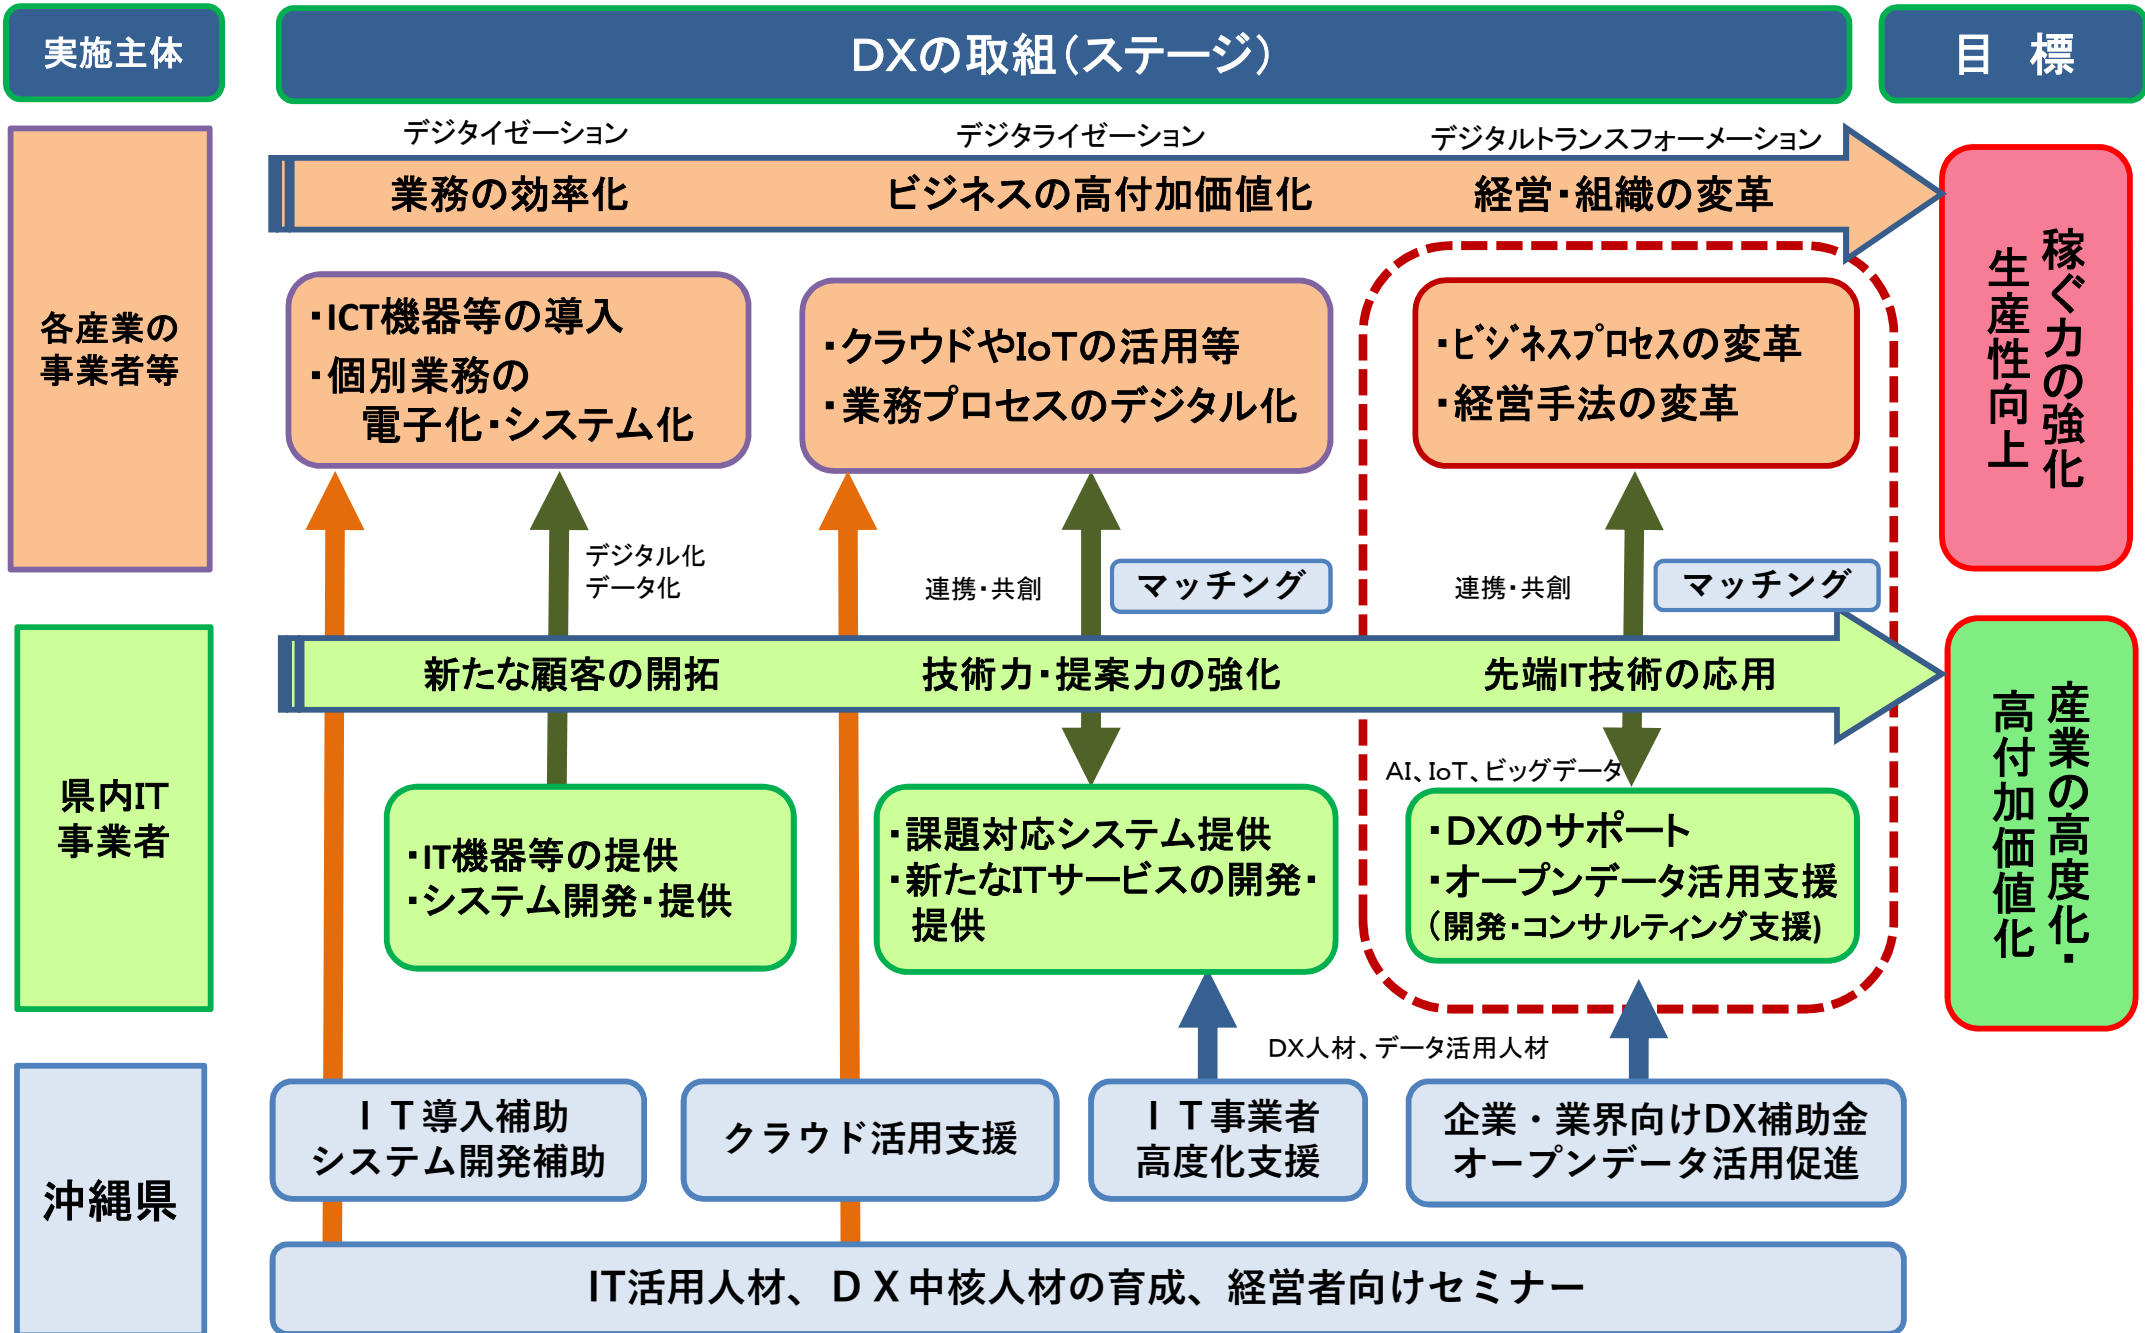 実施主体
DXの取組（ステージ）
目　標
デジタイゼーション
デジタライゼーション
デジタルトランスフォーメーション
業務の効率化
ビジネスの高付加価値化
経営・組織の変革
各産業の
事業者等
・ICT機器等の導入
・個別業務の
電子化・システム化
・クラウドやIoTの活用等
・業務プロセスのデジタル化
・ビジネスプロセスの変革
・経営手法の変革
稼ぐ力の強化
生産性向上
デジタル化
データ化
連携・共創
マッチング
連携・共創
マッチング
新たな顧客の開拓
技術力・提案力の強化
先端IT技術の応用
県内IT
事業者
・IT機器等の提供
・システム開発・提供
・課題対応システム提供
・新たなITサービスの開発・
提供
AI、IoT、ビッグデータ
・DXのサポート
・オープンデータ活用支援
（開発・コンサルティング支援)
産業の高度化・
高付加価値化
DX人材、データ活用人材
沖縄県
ＩＴ導入補助
システム開発補助
クラウド活用支援
ＩＴ事業者
高度化支援
企業・業界向けDX補助金
オープンデータ活用促進
IT活用人材、ＤＸ中核人材の育成、経営者向けセミナー